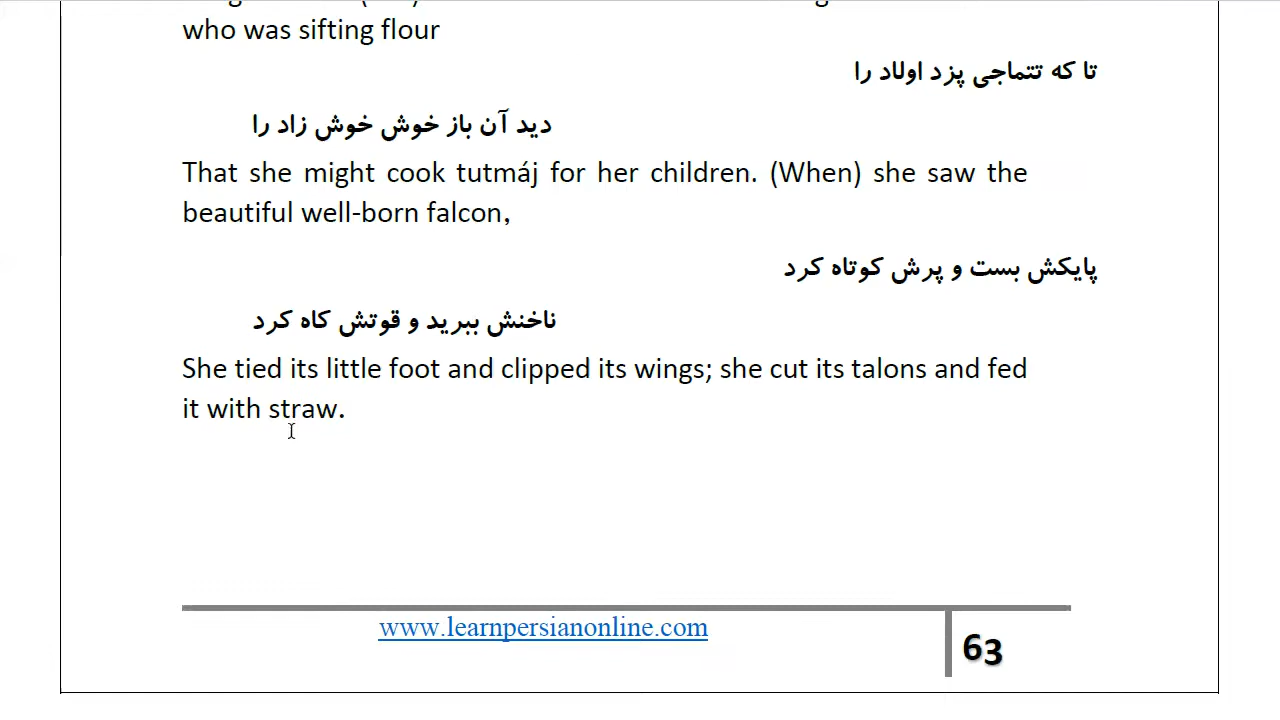 who was sifting flour
تا که تتماجی پزد اولاد را
دید آن باز خوش خوش زاد را
That she might cook tutmáj for her children. (When) she saw the
beautiful well-born falcon,
پایکش بست و پرش کوتاه کرد
ناخنش ببرید و قوتش کاه کرد
She tied its little foot and clipped its wings; she cut its talons and fed
it with straw.
www.learnpersianonline.com
63